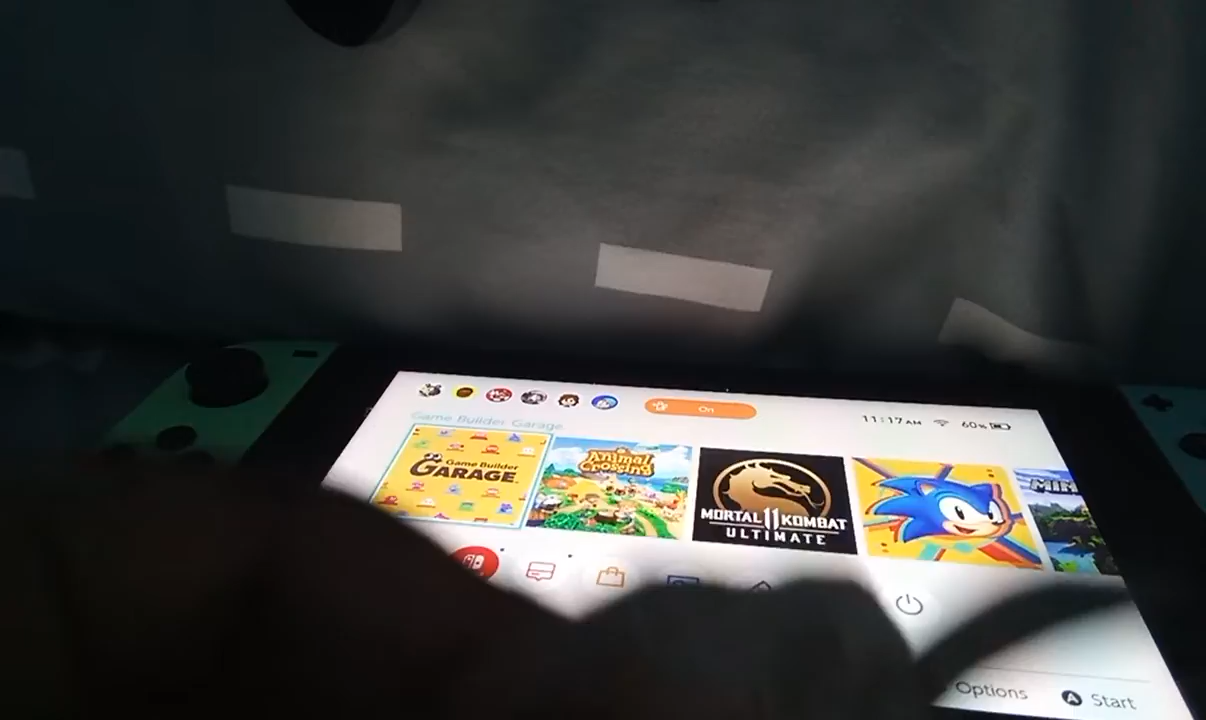 On
11:17 AM 60%
Game Builder Garage
Game Builder
GARAGE
Animal
Crossing
MORTAL KOMBAT
11
ULTIMATE
MIN
Options
A Start